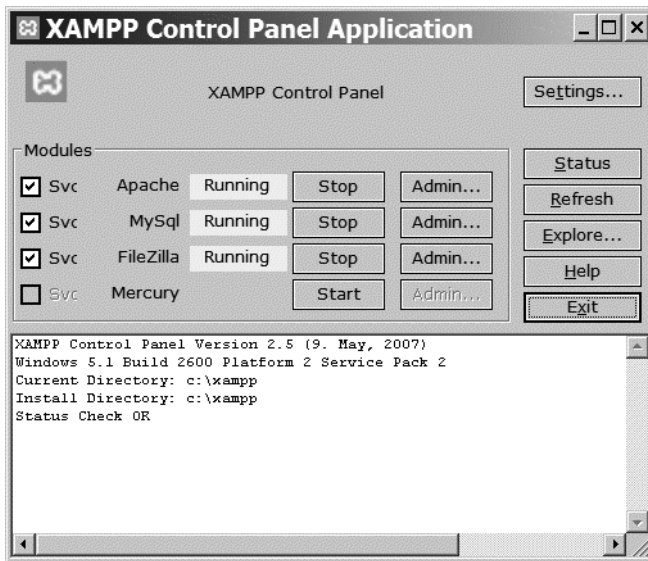 XAMPP Control Panel Application
XAMPP Control Panel
Settings...
Modules
Svc Apache Running Stop Admin...
Svc MySql Running Stop Admin...
Svc FileZilla Running Stop Admin...
Svc Mercury Start Admin...
Status
Refresh
Explore...
Help
Exit
XAMPP Control Panel Version 2.5 (9. May, 2007)
Windows 5.1 Build 2600 Platform 2 Service Pack 2
Current Directory: c:\xampp
Install Directory: c:\xampp
Status Check OR